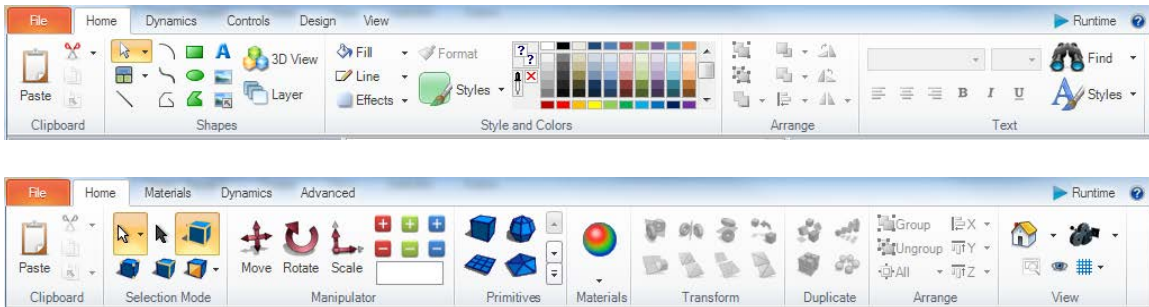 File Home Dynamics Controls Design View Runtime
Paste 3D View Layer Fill Line Effects Format Styles Find Styles B I U A
Clipboard Shapes Style and Colors Arrange Text
File Home Materials Dynamics Advanced Runtime
Group X
Ungroup Y
Paste Move Rotate Scale All Z
Clipboard Selection Mode Manipulator Primitives Materials Transform Duplicate Arrange View